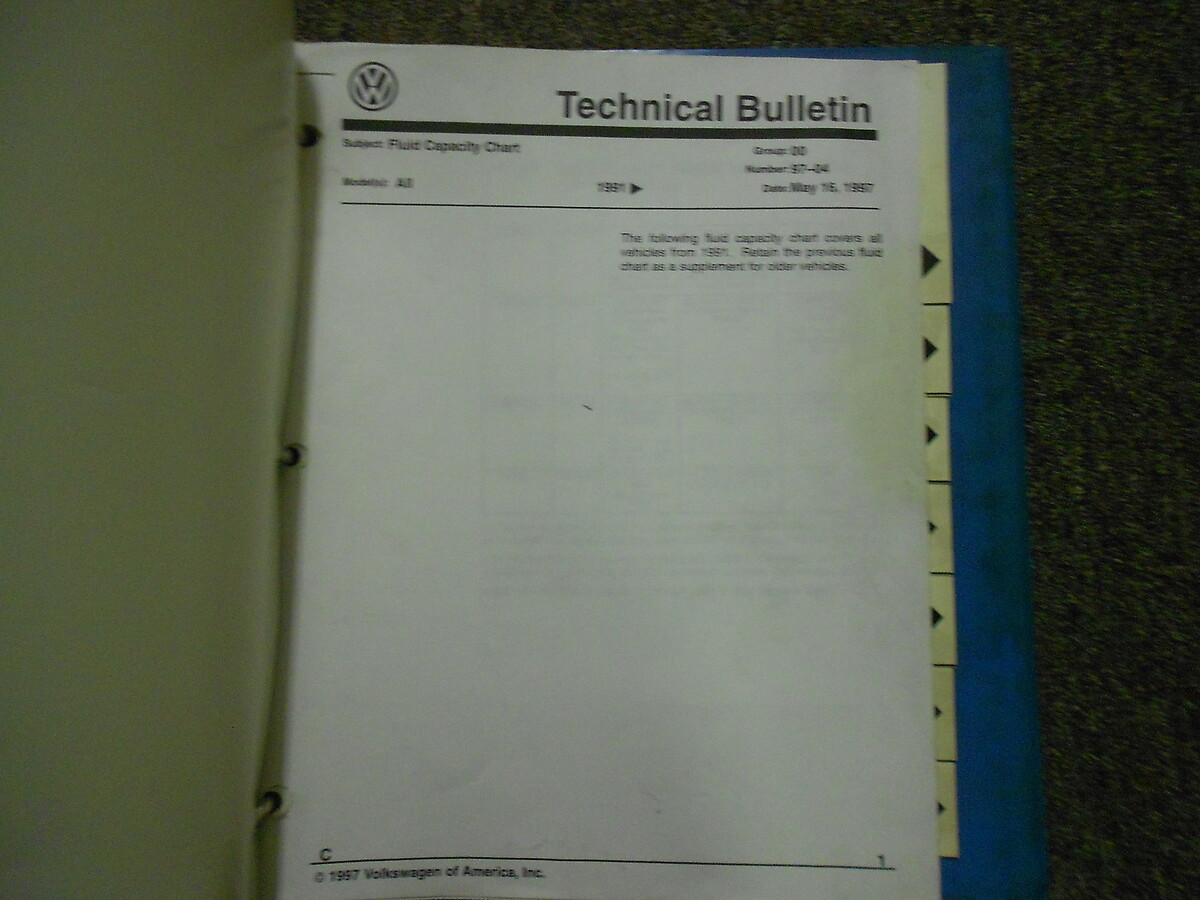 Technical Bulletin
Subject: Fluid Capacity Chart
Group: 00
Number: 97-04
Model(s): All
1991 ▶
Date: May 16, 1997
The following fluid capacity chart covers all
vehicles from 1991. Retain the previous fluid
chart as a supplement for older vehicles.
C
1
© 1997 Volkswagen of America, Inc.